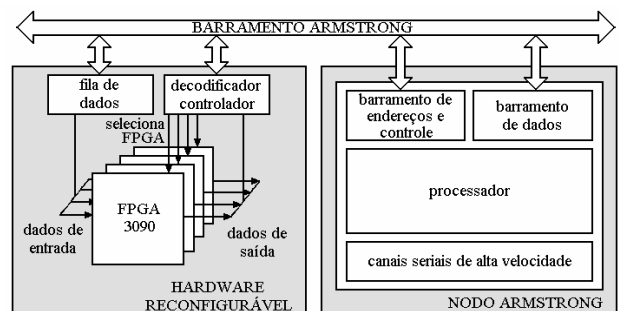 BARRAMENTO ARMSTRONG
fila de
dados
decodificador
controlador
seleciona
FPGA
FPGA
3090
dados de
entrada
dados de
saída
HARDWARE
RECONFIGURÁVEL
barramento de
endereços e
controle
barramento
de dados
processador
canais seriais de alta velocidade
NODO ARMSTRONG